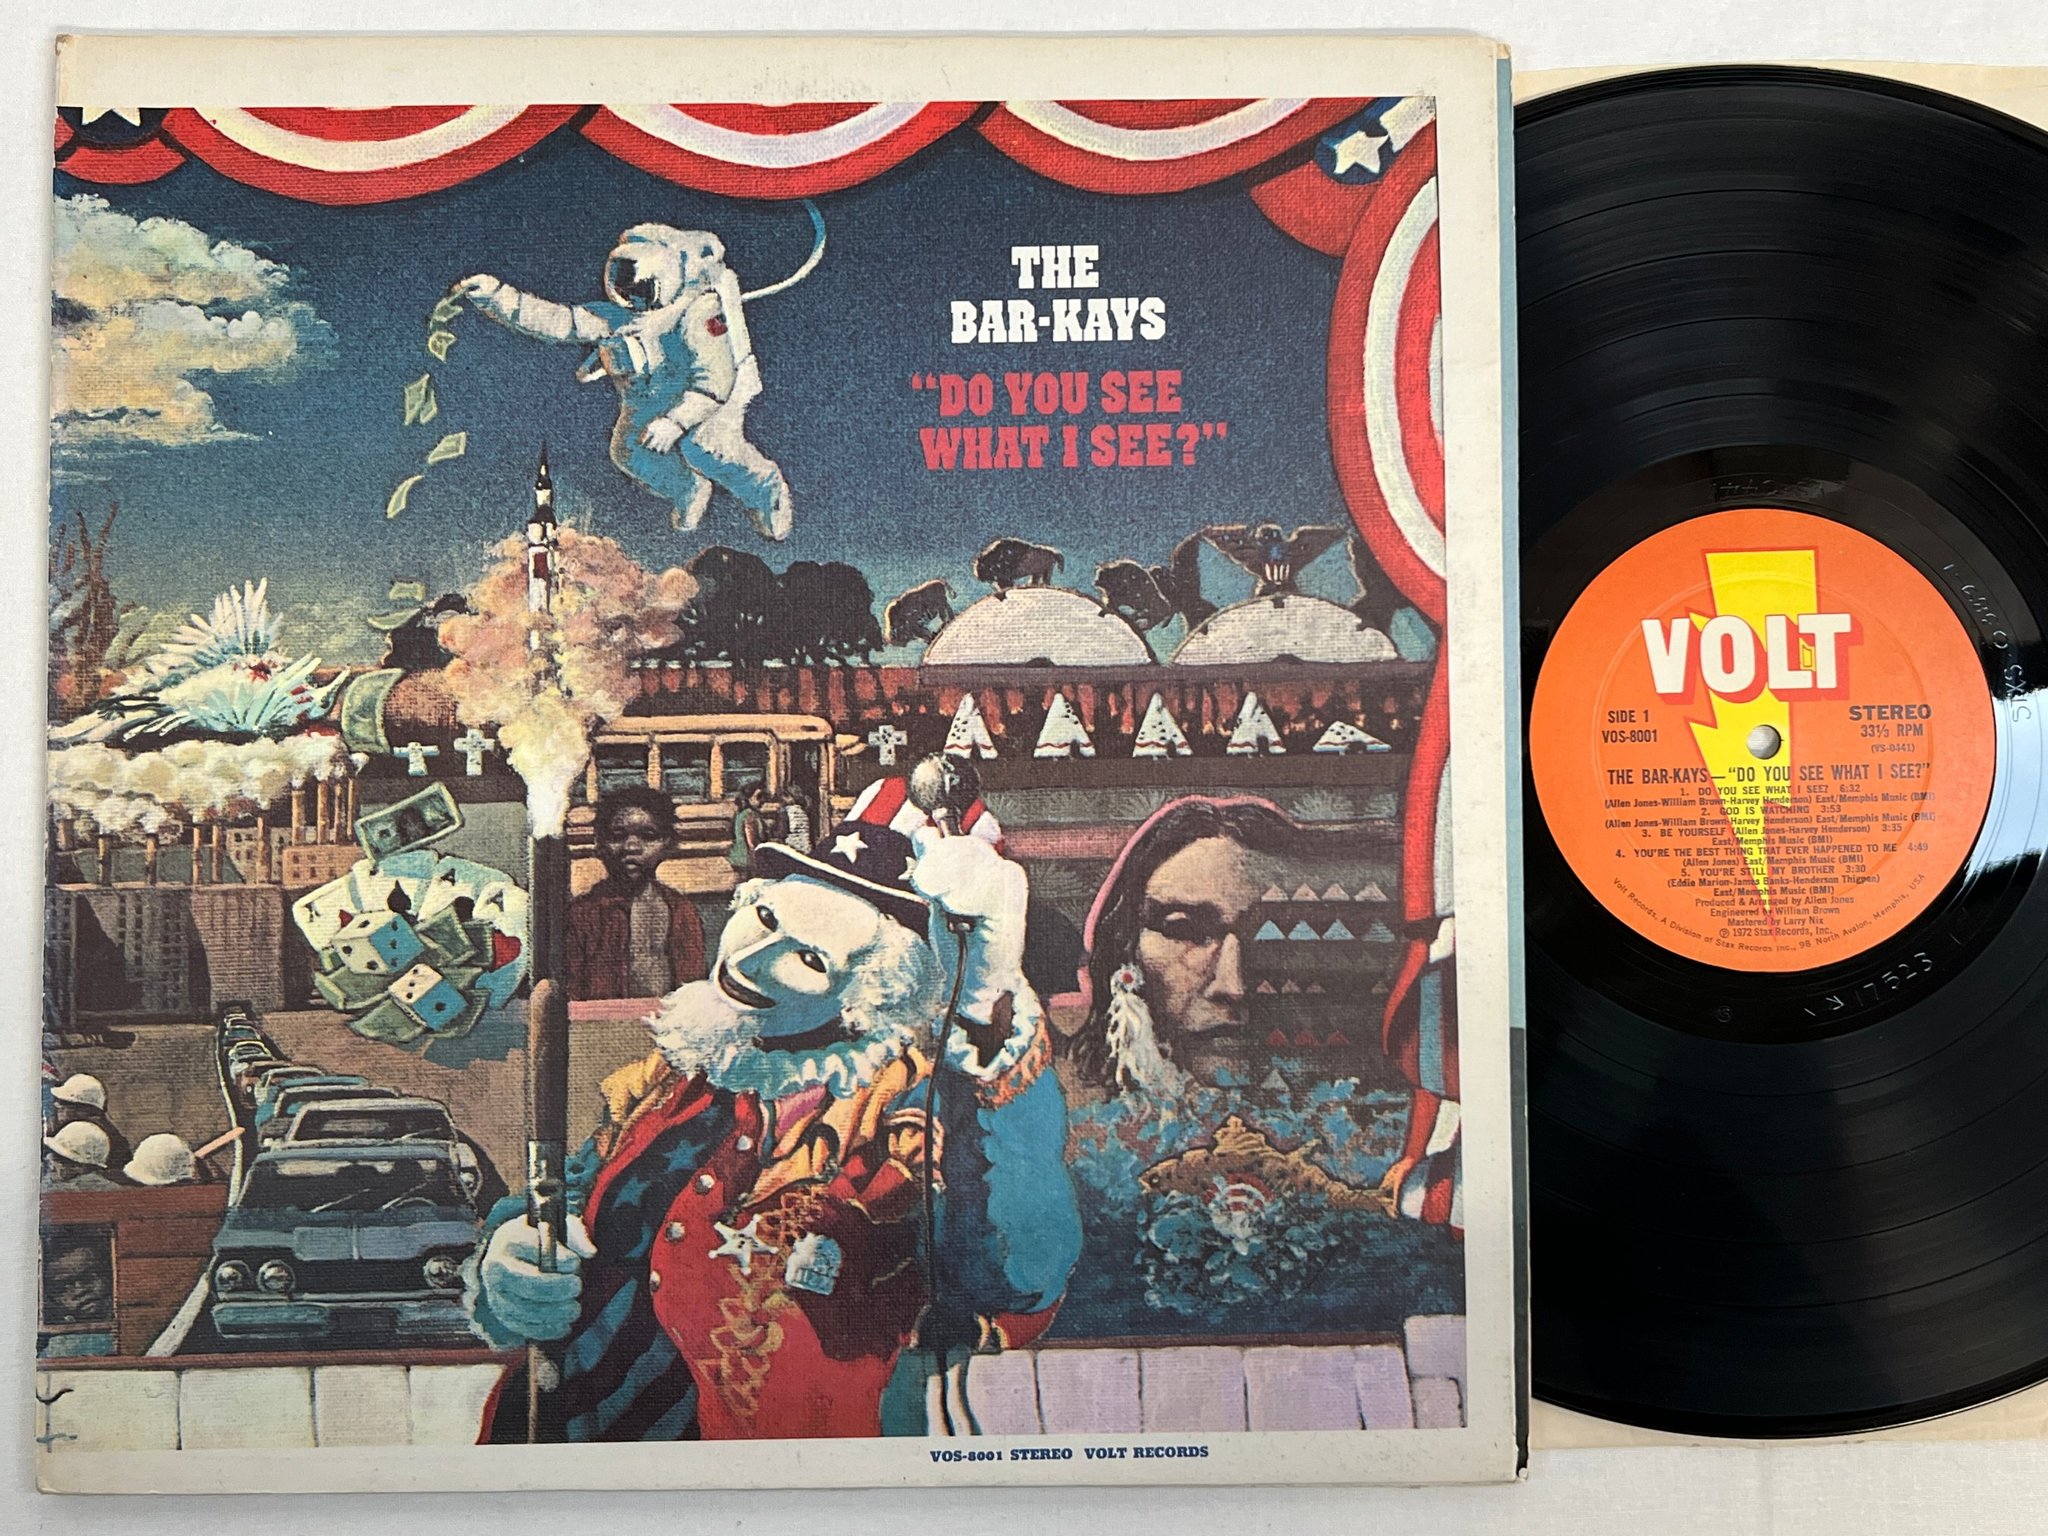 THE
BAR-KAYS
"DO YOU SEE
WHAT I SEE?"
VOS-8001 STEREO VOLT RECORDS
VOLT
SIDE 1
VOS-8001
STEREO
33⅓ RPM
(VS-0441)
THE BAR-KAYS—"DO YOU SEE WHAT I SEE?"
1. DO YOU SEE WHAT I SEE? 6:32
(Allen Jones-William Brown-Harvey Henderson) East/Memphis Music (BMI)
2. GOD IS WATCHING 3:53
(Allen Jones-William Brown-Harvey Henderson) East/Memphis Music (BMI)
3. BE YOURSELF (Allen Jones-Harvey Henderson) 3:35
East/Memphis Music (BMI)
4. YOU'RE THE BEST THING THAT EVER HAPPENED TO ME 4:49
(Allen Jones) East/Memphis Music (BMI)
5. YOU'RE STILL MY BROTHER 3:30
(Eddie Marion-James Banks-Henderson Thigpen)
East/Memphis Music (BMI)
Produced & Arranged by Allen Jones
Engineered by William Brown
Mastered by Larry Nix
℗ 1972 Stax Records, Inc.
Volt Records, A Division of Stax Records Inc., 98 North Avalon, Memphis, USA